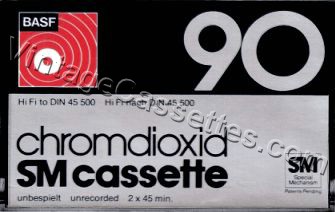 BASF
90
Hi Fi to DIN 45 500 Hi Fi nach DIN 45 500
chromdioxid
SM cassette
SM
Special
Mechanism
Patents Pending
unbespielt unrecorded 2 x 45 min.
VintageCassettes.com